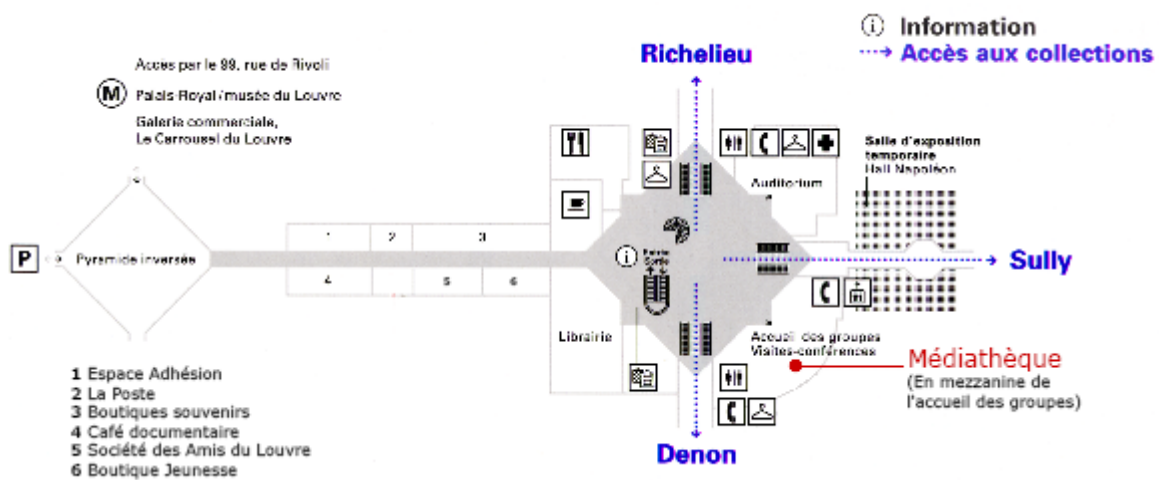 ⓘ Information
Accès aux collections
Richelieu
Accès par le 99, rue de Rivoli
M Palais-Royal/musée du Louvre
Galerie commerciale,
Le Carrousel du Louvre
Salle d'exposition
temporaire
Hall Napoléon
Auditorium
1 2 3
P
Pyramide inversée
i
Sortie
Sully
4 5 6
Librairie
Accueil des groupes
Visites-conférences
Médiathèque
(En mezzanine de
l'accueil des groupes)
1 Espace Adhésion
2 La Poste
3 Boutiques souvenirs
4 Café documentaire
5 Société des Amis du Louvre
6 Boutique Jeunesse
Denon